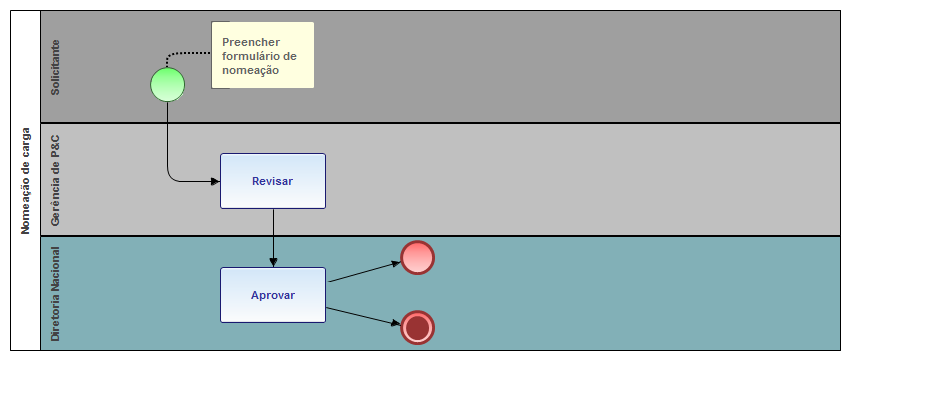 Nomeação de carga
Solicitante
Preencher
formulário de
nomeação
Gerência de P&C
Revisar
Diretoria Nacional
Aprovar